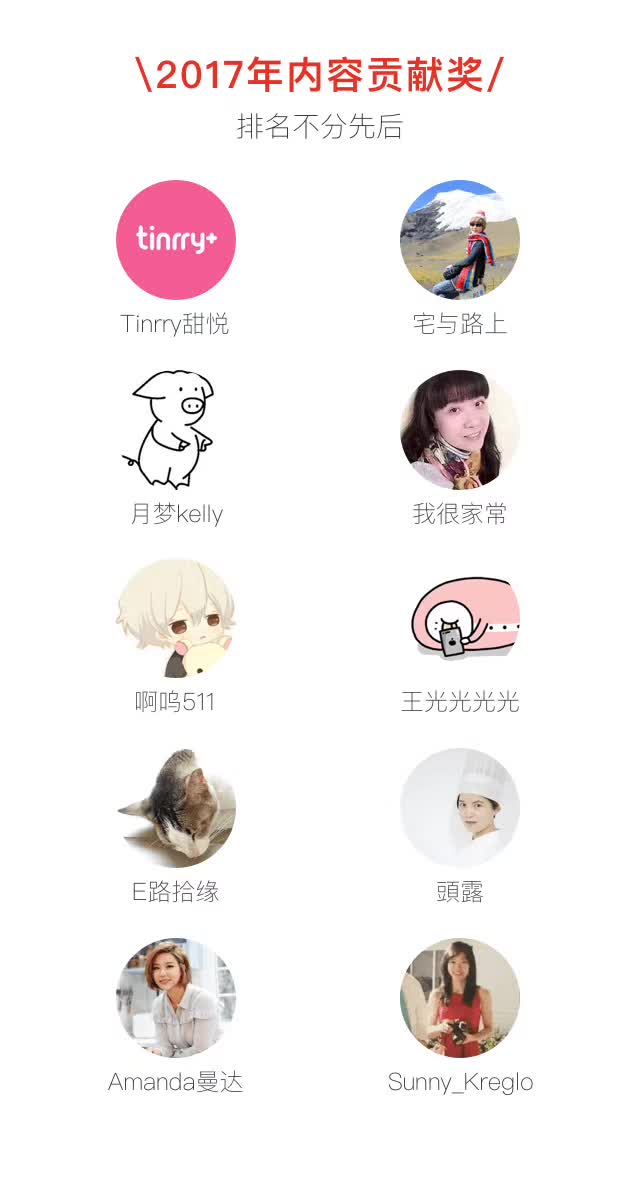 \2017年内容贡献奖/
排名不分先后
tinrry+
Tinrry甜悦
宅与路上
月梦kelly
我很家常
啊呜511
王光光光光
E路拾缘
頭露
Amanda曼达
Sunny_Kreglo